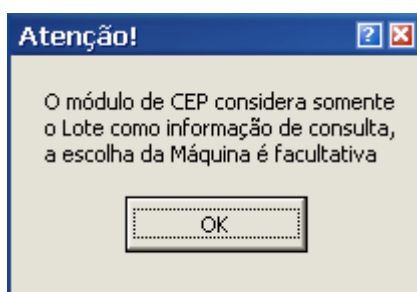 Atenção!
O módulo de CEP considera somente
o Lote como informação de consulta,
a escolha da Máquina é facultativa
OK